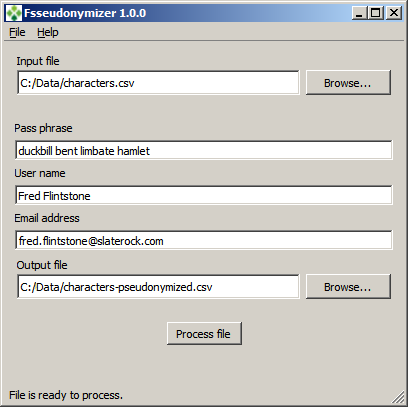 Fsseudonymizer 1.0.0
File Help
Input file
C:/Data/characters.csv Browse...
Pass phrase
duckbill bent limbate hamlet
User name
Fred Flintstone
Email address
fred.flintstone@slaterock.com
Output file
C:/Data/characters-pseudonymized.csv Browse...
Process file
File is ready to process.